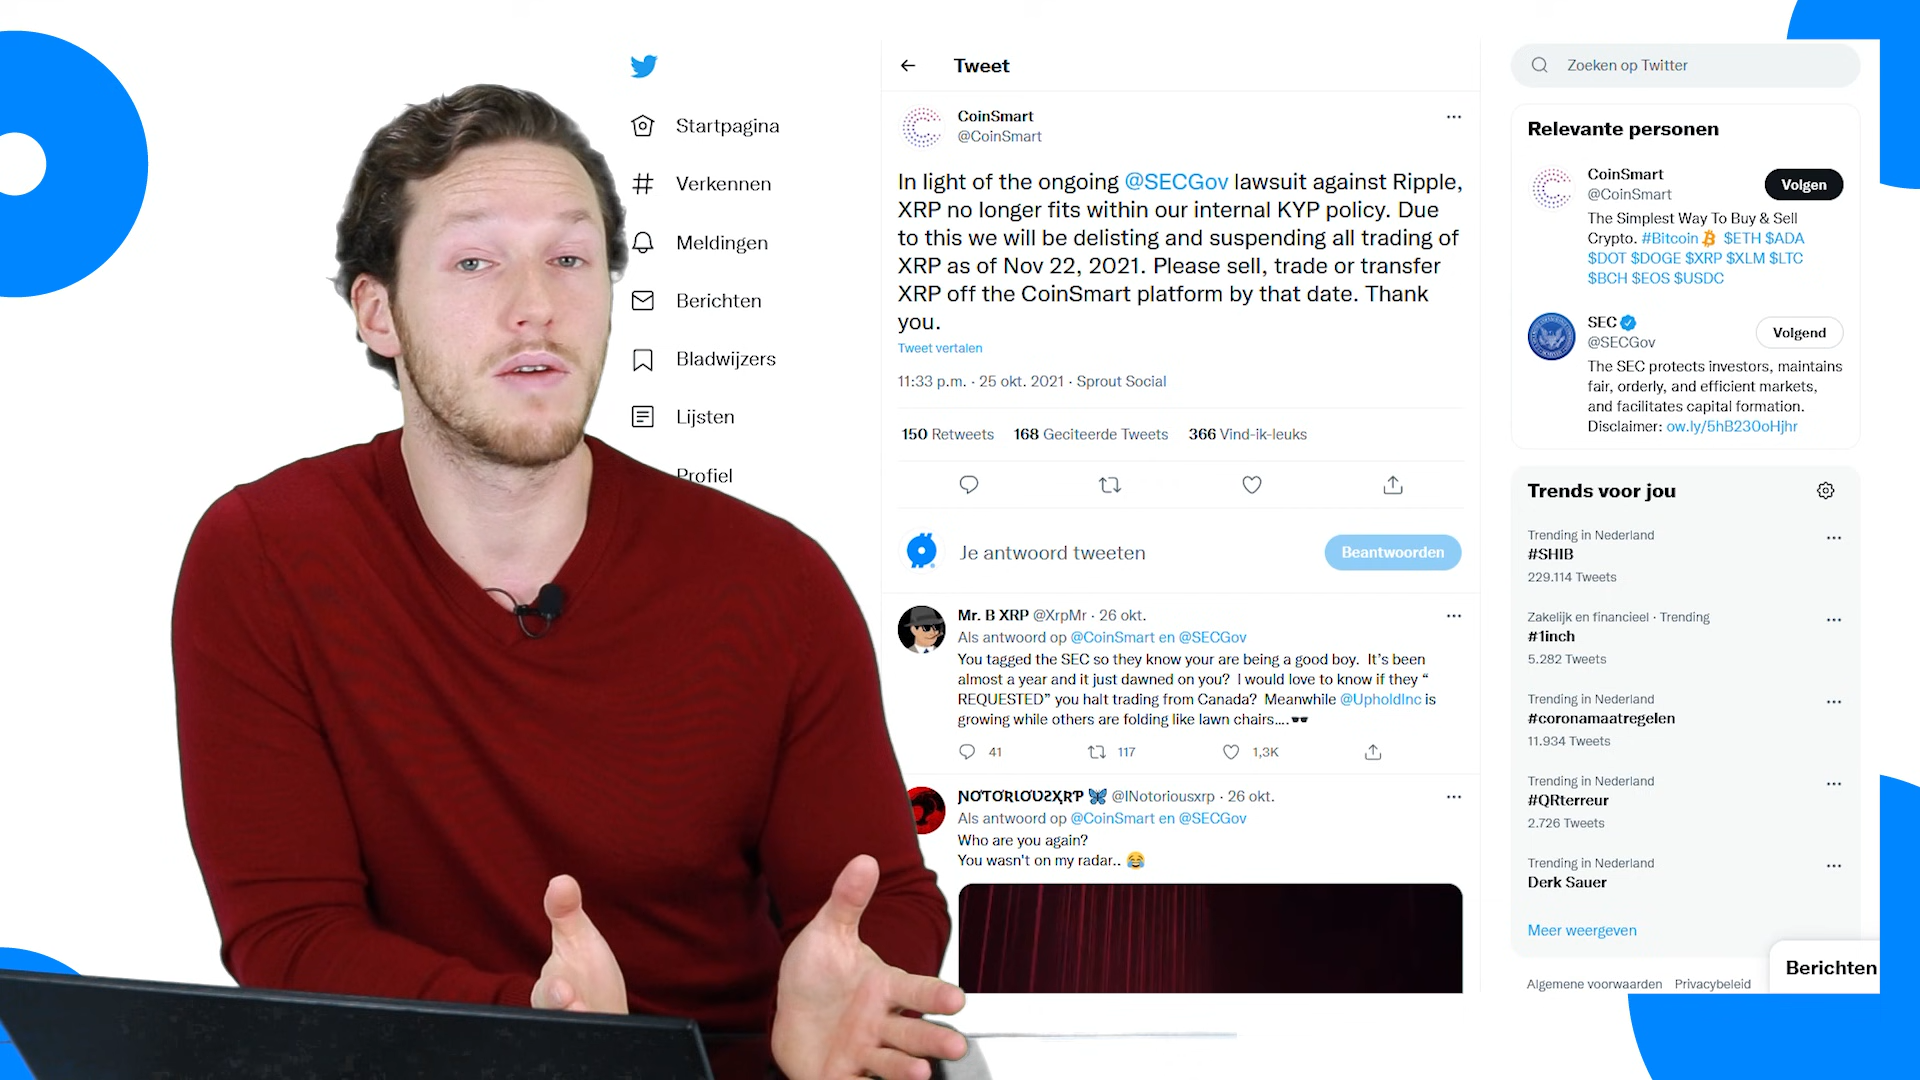 Startpagina
Verkennen
Meldingen
Berichten
Bladwijzers
Lijsten
Profiel
Tweet
CoinSmart
@CoinSmart
In light of the ongoing @SECGov lawsuit against Ripple,
XRP no longer fits within our internal KYP policy. Due
to this we will be delisting and suspending all trading of
XRP as of Nov 22, 2021. Please sell, trade or transfer
XRP off the CoinSmart platform by that date. Thank
you.
Tweet vertalen
11:33 p.m. · 25 okt. 2021 · Sprout Social
150 Retweets 168 Geciteerde Tweets 366 Vind-ik-leuks
Je antwoord tweeten
Beantwoorden
Mr. B XRP @XrpMr · 26 okt.
Als antwoord op @CoinSmart en @SECGov
You tagged the SEC so they know your are being a good boy. It's been
almost a year and it just dawned on you? I would love to know if they “
REQUESTED” you halt trading from Canada? Meanwhile @UpholdInc is
growing while others are folding like lawn chairs.... 🕶️
41 117 1,3K
ƝƠƬƠƦƖƠƱƧҲƦƤ 🦋 @INotoriousxrp · 26 okt.
Als antwoord op @CoinSmart en @SECGov
Who are you again?
You wasn't on my radar.. 😂
Zoeken op Twitter
Relevante personen
CoinSmart
@CoinSmart
Volgen
The Simplest Way To Buy & Sell
Crypto. #Bitcoin $ETH $ADA
$DOT $DOGE $XRP $XLM $LTC
$BCH $EOS $USDC
SEC
@SECGov
Volgend
The SEC protects investors, maintains
fair, orderly, and efficient markets,
and facilitates capital formation.
Disclaimer: ow.ly/5hB230oHjhr
Trends voor jou
Trending in Nederland
#SHIB
229.114 Tweets
Zakelijk en financieel · Trending
#1inch
5.282 Tweets
Trending in Nederland
#coronamaatregelen
11.934 Tweets
Trending in Nederland
#QRterreur
2.726 Tweets
Trending in Nederland
Derk Sauer
Meer weergeven
Algemene voorwaarden Privacybeleid
Berichten